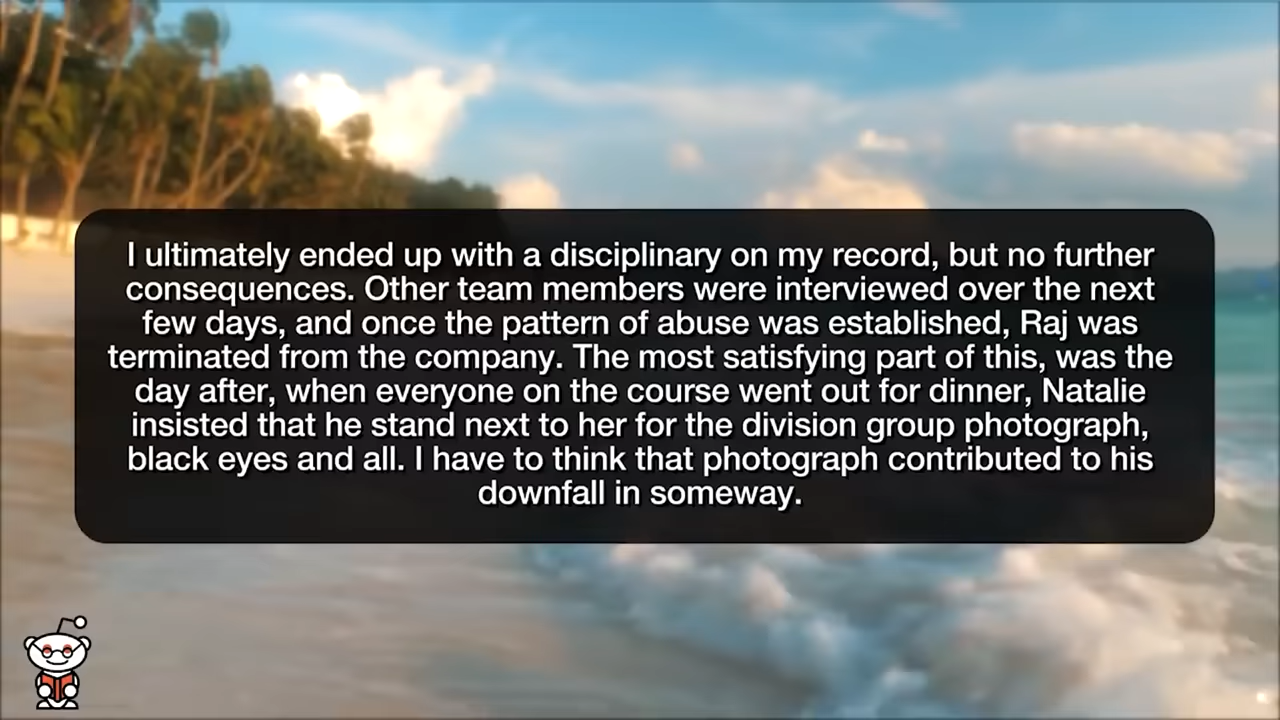 I ultimately ended up with a disciplinary on my record, but no further
consequences. Other team members were interviewed over the next
few days, and once the pattern of abuse was established, Raj was
terminated from the company. The most satisfying part of this, was the
day after, when everyone on the course went out for dinner, Natalie
insisted that he stand next to her for the division group photograph,
black eyes and all. I have to think that photograph contributed to his
downfall in someway.